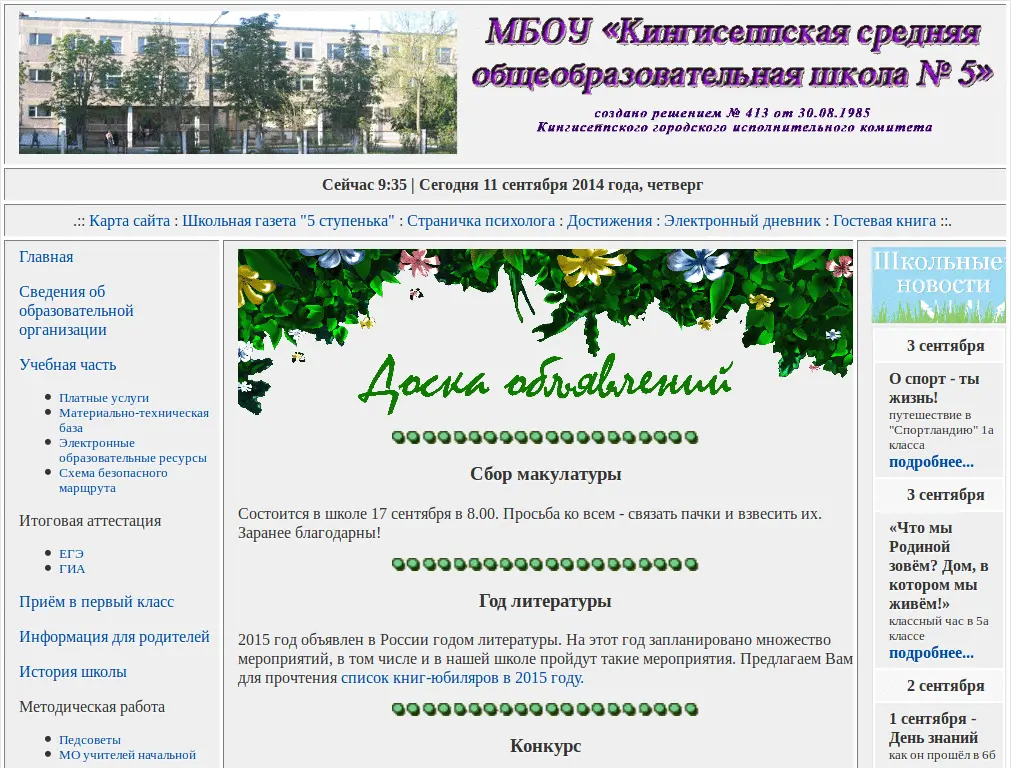 МБОУ «Кингисеппская средняя
общеобразовательная школа № 5»
создано решением № 413 от 30.08.1985
Кингисеппского городского исполнительного комитета
Сейчас 9:35 | Сегодня 11 сентября 2014 года, четверг
.:: Карта сайта : Школьная газета "5 ступенька" : Страничка психолога : Достижения : Электронный дневник : Гостевая книга ::.
Главная
Сведения об
образовательной
организации
Учебная часть
Платные услуги
Материально-техническая
база
Электронные
образовательные ресурсы
Схема безопасного
маршрута
Итоговая аттестация
ЕГЭ
ГИА
Приём в первый класс
Информация для родителей
История школы
Методическая работа
Педсоветы
МО учителей начальной
Доска объявлений
Сбор макулатуры
Состоится в школе 17 сентября в 8.00. Просьба ко всем - связать пачки и взвесить их.
Заранее благодарны!
Год литературы
2015 год объявлен в России годом литературы. На этот год запланировано множество
мероприятий, в том числе и в нашей школе пройдут такие мероприятия. Предлагаем Вам
для прочтения список книг-юбиляров в 2015 году.
Конкурс
Школьные
новости
3 сентября
О спорт - ты
жизнь!
путешествие в
"Спортландию" 1а
класса
подробнее...
3 сентября
«Что мы
Родиной
зовём? Дом, в
котором мы
живём!»
классный час в 5а
классе
подробнее...
2 сентября
1 сентября -
День знаний
как он прошёл в 6б